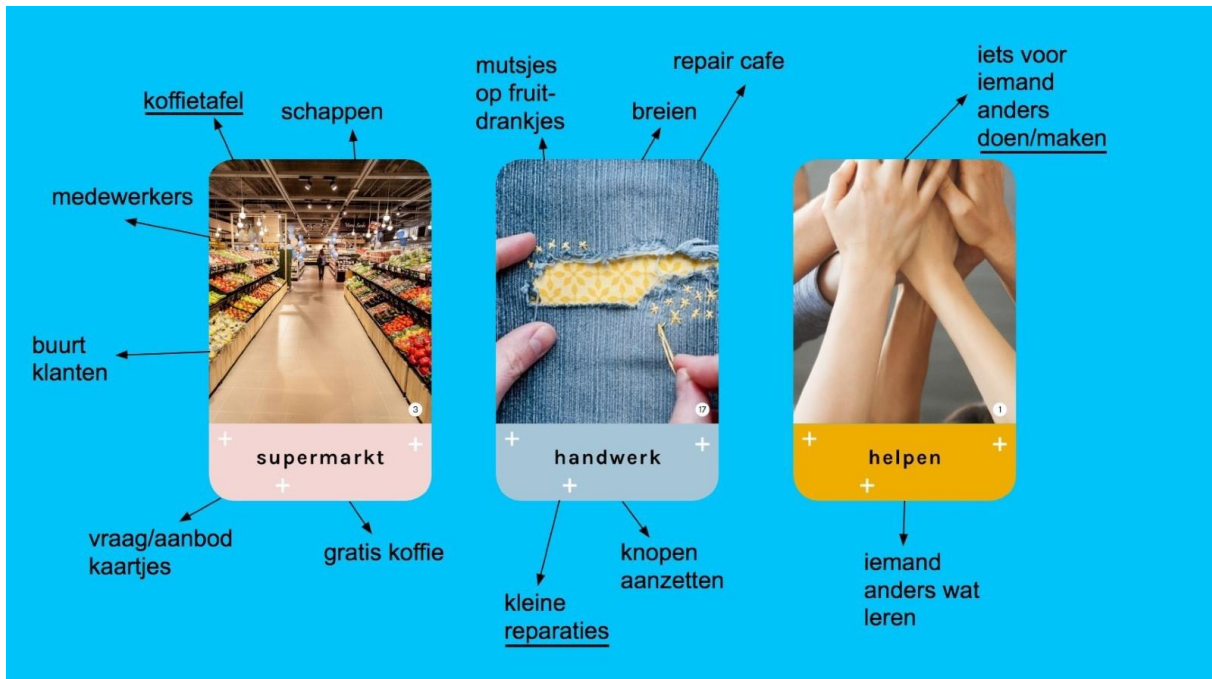 koffietafel
schappen
medewerkers
buurt
klanten
3
supermarkt
vraag/aanbod
kaartjes
gratis koffie
mutsjes
op fruit-
drankjes
breien
repair cafe
17
handwerk
kleine
reparaties
knopen
aanzetten
iets voor
iemand
anders
doen/maken
1
helpen
iemand
anders wat
leren